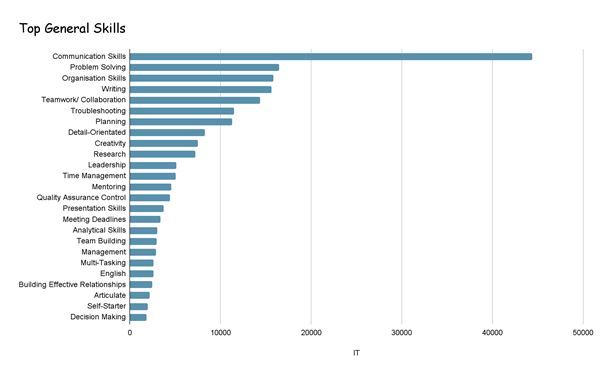 Top General Skills
Communication Skills
Problem Solving
Organisation Skills
Writing
Teamwork/ Collaboration
Troubleshooting
Planning
Detail-Orientated
Creativity
Research
Leadership
Time Management
Mentoring
Quality Assurance Control
Presentation Skills
Meeting Deadlines
Analytical Skills
Team Building
Management
Multi-Tasking
English
Building Effective Relationships
Articulate
Self-Starter
Decision Making
0 10000 20000 30000 40000 50000
IT